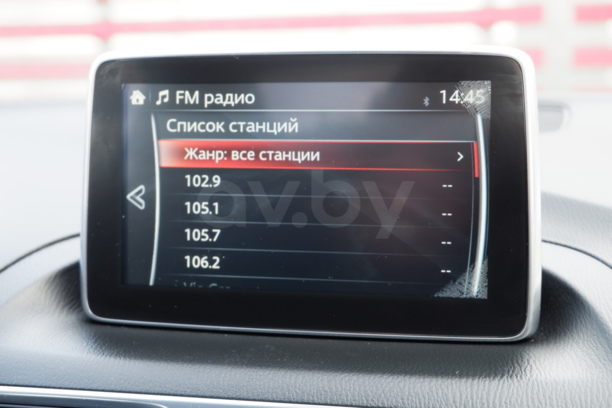 FM радио 14:45
Список станций
Жанр: все станции
102.9 --
105.1 --
105.7 --
106.2 --
av.by